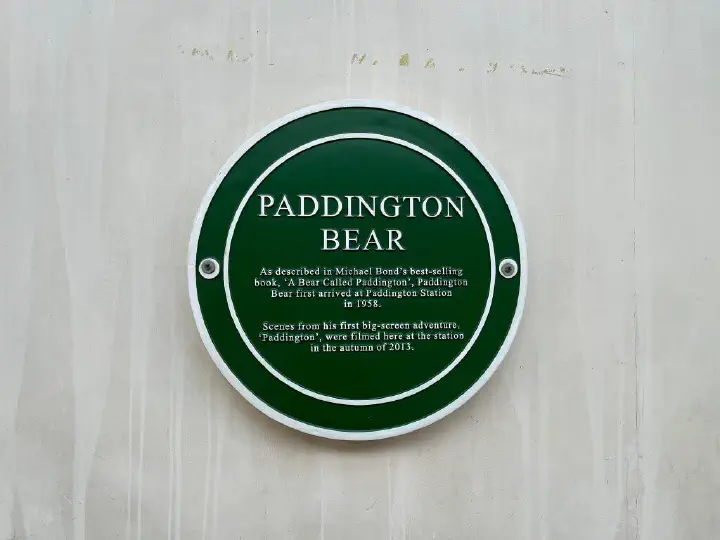 PADDINGTON
BEAR
As described in Michael Bond's best-selling
book, 'A Bear Called Paddington', Paddington
Bear first arrived at Paddington Station
in 1958.
Scenes from his first big-screen adventure,
'Paddington', were filmed here at the station
in the autumn of 2013.